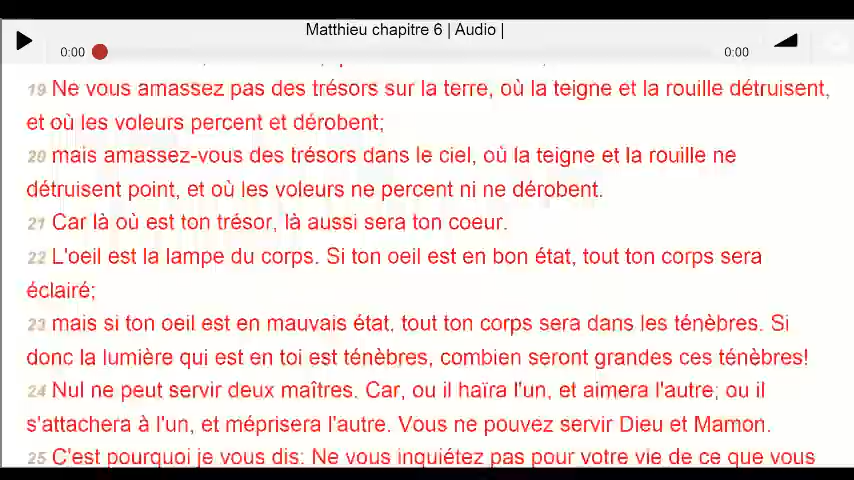 Matthieu chapitre 6 | Audio |
0:00
0:00
19 Ne vous amassez pas des trésors sur la terre, où la teigne et la rouille détruisent,
et où les voleurs percent et dérobent;
20 mais amassez-vous des trésors dans le ciel, où la teigne et la rouille ne
détruisent point, et où les voleurs ne percent ni ne dérobent.
21 Car là où est ton trésor, là aussi sera ton coeur.
22 L'oeil est la lampe du corps. Si ton oeil est en bon état, tout ton corps sera
éclairé;
23 mais si ton oeil est en mauvais état, tout ton corps sera dans les ténèbres. Si
donc la lumière qui est en toi est ténèbres, combien seront grandes ces ténèbres!
24 Nul ne peut servir deux maîtres. Car, ou il haïra l'un, et aimera l'autre; ou il
s'attachera à l'un, et méprisera l'autre. Vous ne pouvez servir Dieu et Mamon.
25 C'est pourquoi je vous dis: Ne vous inquiétez pas pour votre vie de ce que vous